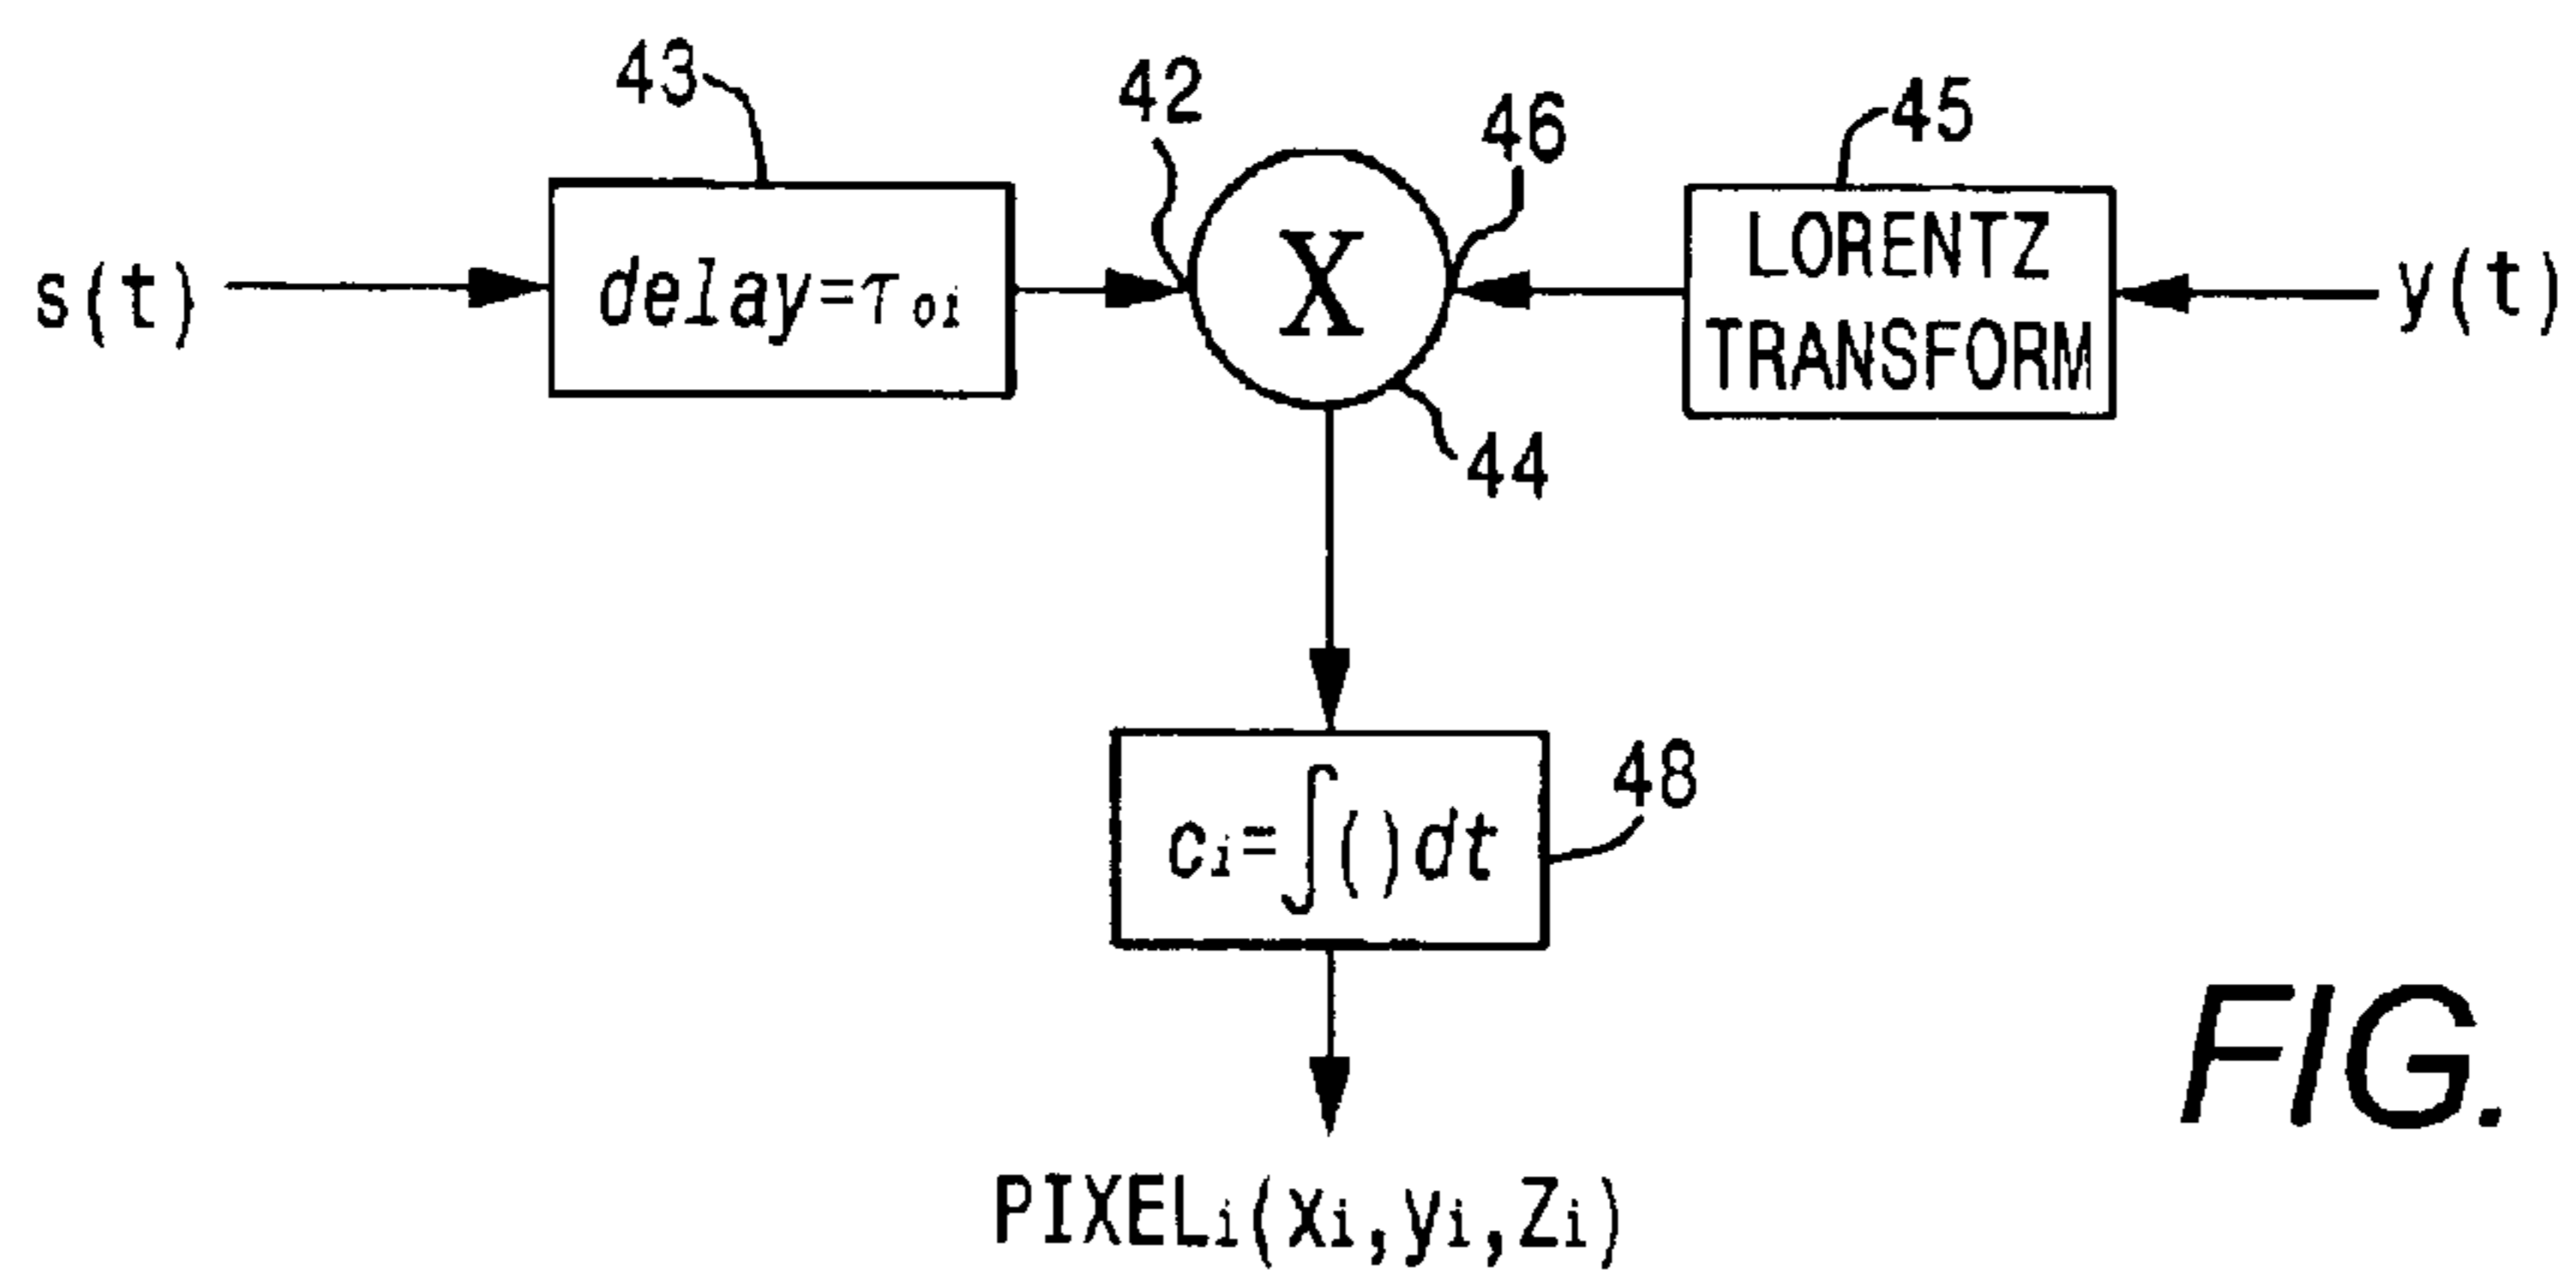 43
42
46
45
s(t)
delay=τoi
X
LORENTZ
TRANSFORM
y(t)
44
48
ci=∫()dt
PIXELi(xi,yi,Zi)
FIG.